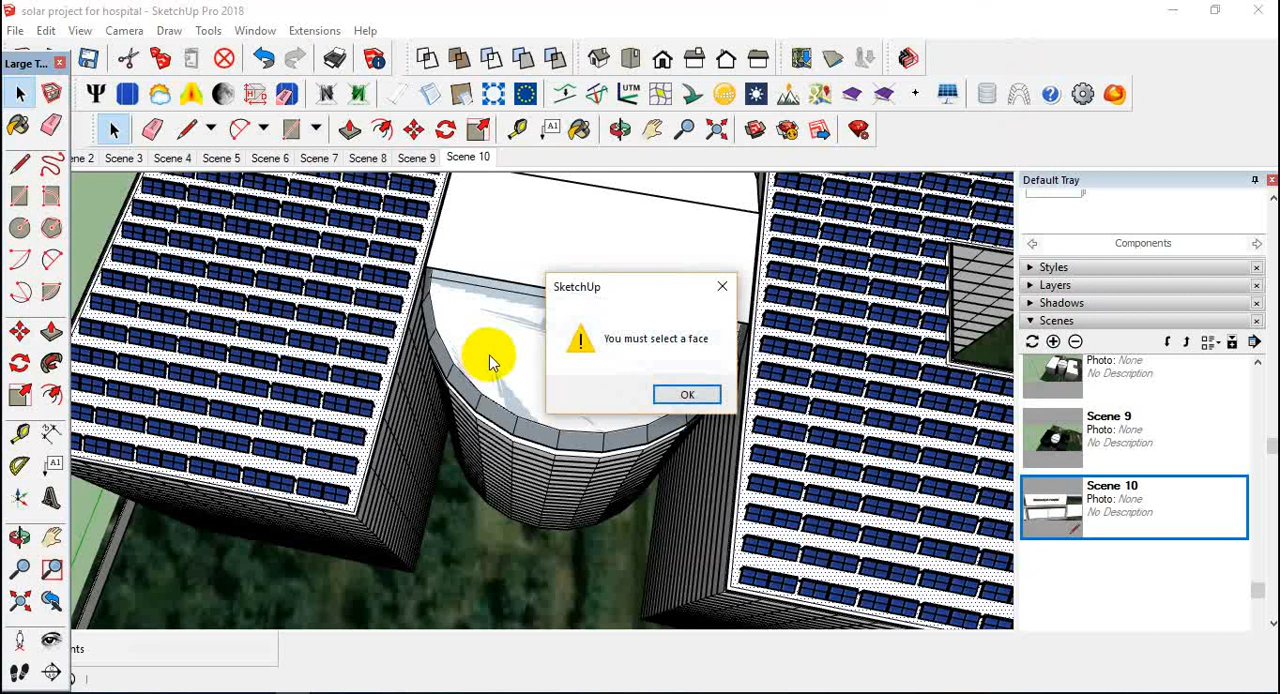 solar project for hospital - SketchUp Pro 2018
File Edit View Camera Draw Tools Window Extensions Help
Large T...
UTM
A1
ne 2 Scene 3 Scene 4 Scene 5 Scene 6 Scene 7 Scene 8 Scene 9 Scene 10
Default Tray
Components
Styles
Layers
Shadows
Scenes
Photo: None
No Description
Scene 9
Photo: None
No Description
Scene 10
Photo: None
No Description
SketchUp
You must select a face
OK
A1
nts